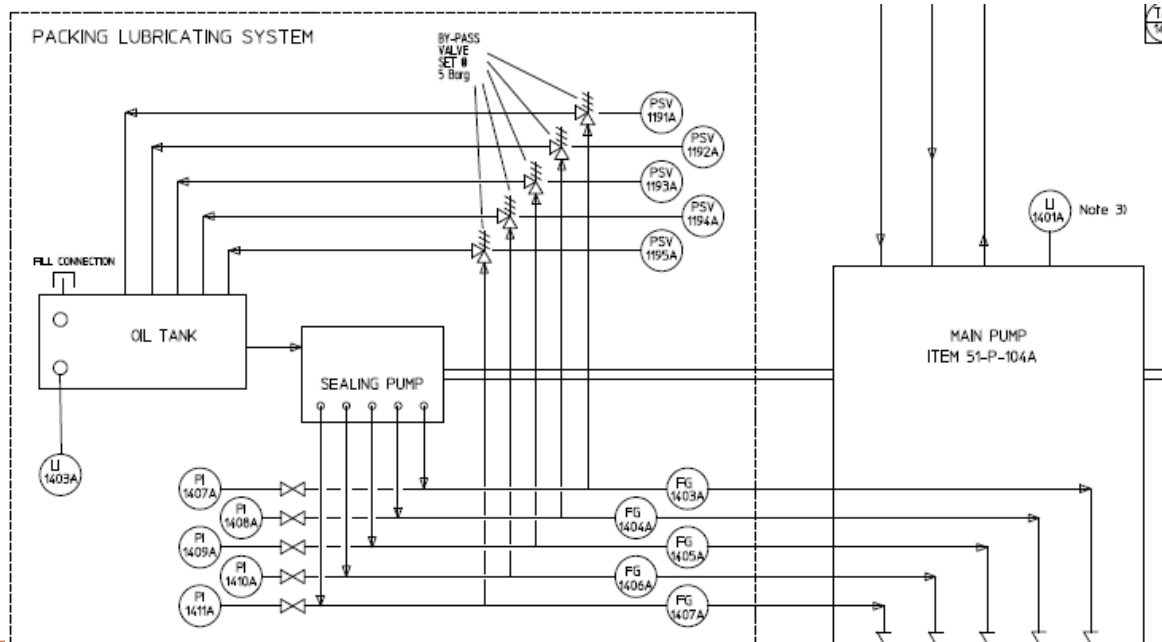 PACKING LUBRICATING SYSTEM
BY-PASS
VALVE
SET @
5 Barg
PSV
1191A
PSV
1192A
PSV
1193A
PSV
1194A
PSV
1195A
LI
1401A
Note 3)
FILL CONNECTION
OIL TANK
SEALING PUMP
MAIN PUMP
ITEM 51-P-104A
LI
1403A
PI
1407A
PI
1408A
PI
1409A
PI
1410A
PI
1411A
FG
1403A
FG
1404A
FG
1405A
FG
1406A
FG
1407A